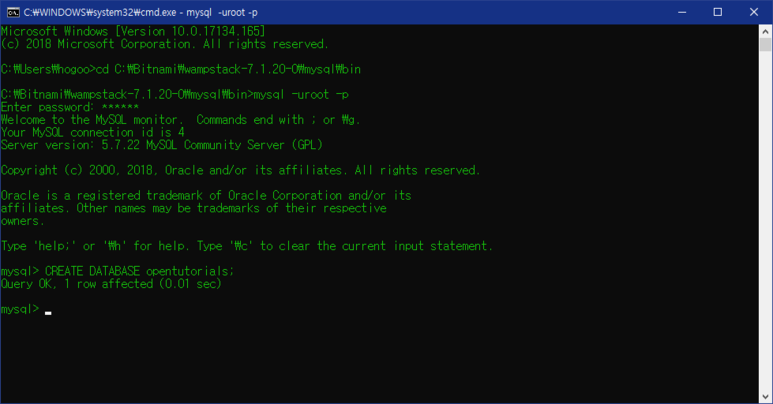 C:₩WINDOWS₩system32₩cmd.exe - mysql  -uroot -p
Microsoft Windows [Version 10.0.17134.165]
(c) 2018 Microsoft Corporation. All rights reserved.
C:₩Users₩hogoo>cd C:₩Bitnami₩wampstack-7.1.20-0₩mysql₩bin
C:₩Bitnami₩wampstack-7.1.20-0₩mysql₩bin>mysql -uroot -p
Enter password: ******
Welcome to the MySQL monitor.  Commands end with ; or ₩g.
Your MySQL connection id is 4
Server version: 5.7.22 MySQL Community Server (GPL)
Copyright (c) 2000, 2018, Oracle and/or its affiliates. All rights reserved.
Oracle is a registered trademark of Oracle Corporation and/or its
affiliates. Other names may be trademarks of their respective
owners.
Type 'help;' or '₩h' for help. Type '₩c' to clear the current input statement.
mysql> CREATE DATABASE opentutorials;
Query OK, 1 row affected (0.01 sec)
mysql>